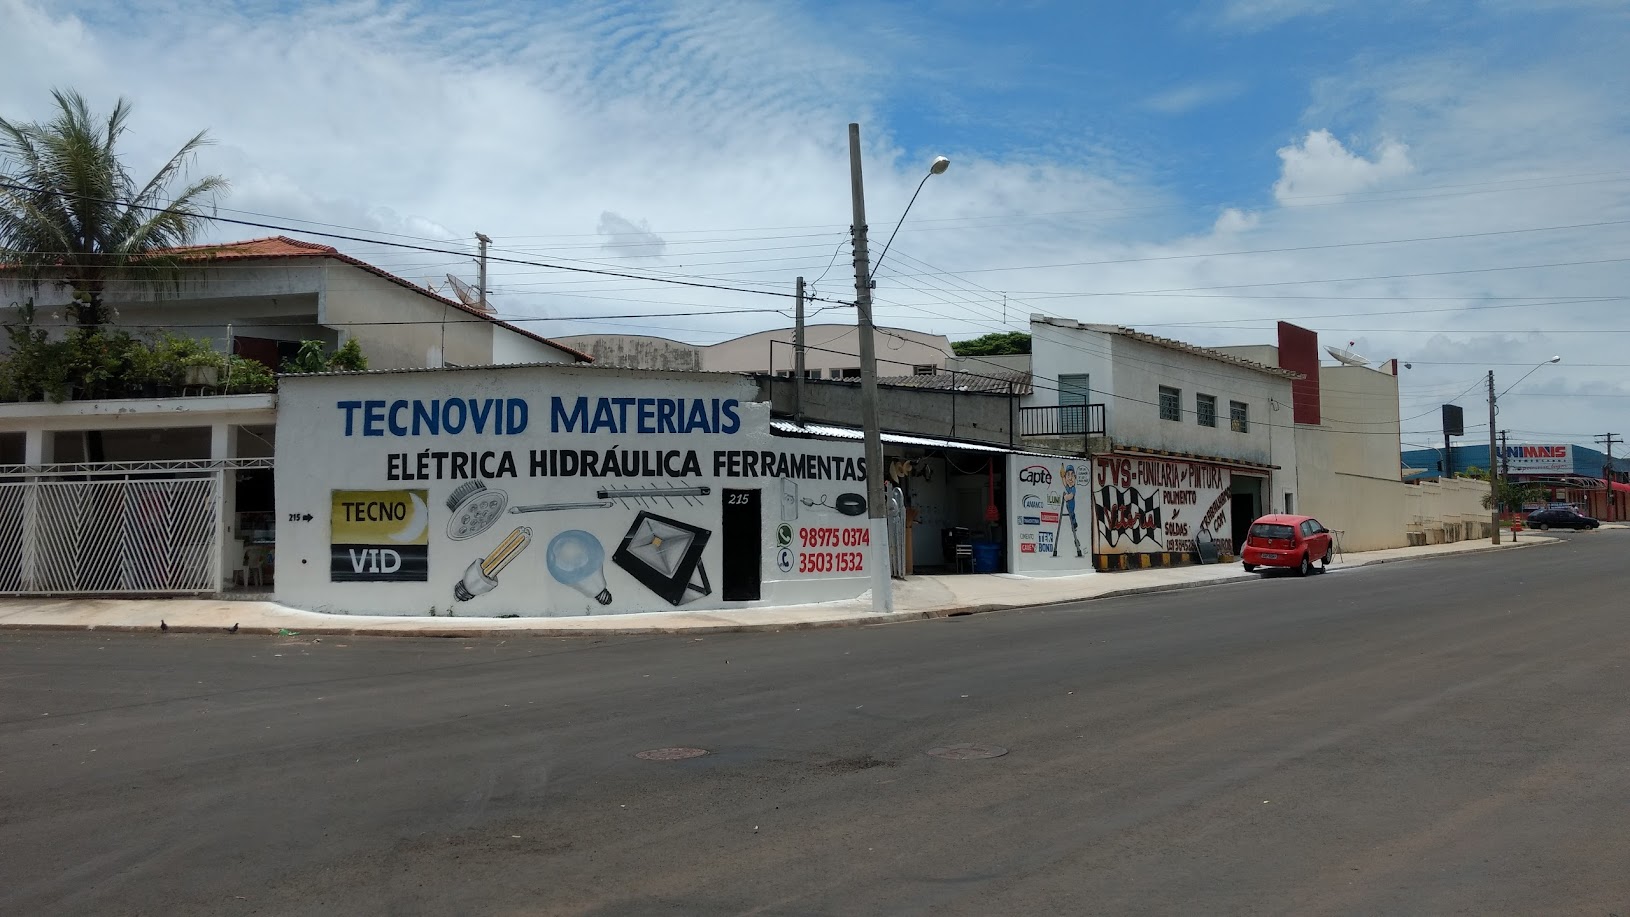 TECNOVID MATERIAIS
ELÉTRICA HIDRÁULICA FERRAMENTAS
215
215
TECNO
VID
98975 0374
3503 1532
Capte
JVS-FUNILARIA E PINTURA
POLIMENTO
SOLDAS
UNIMAIS